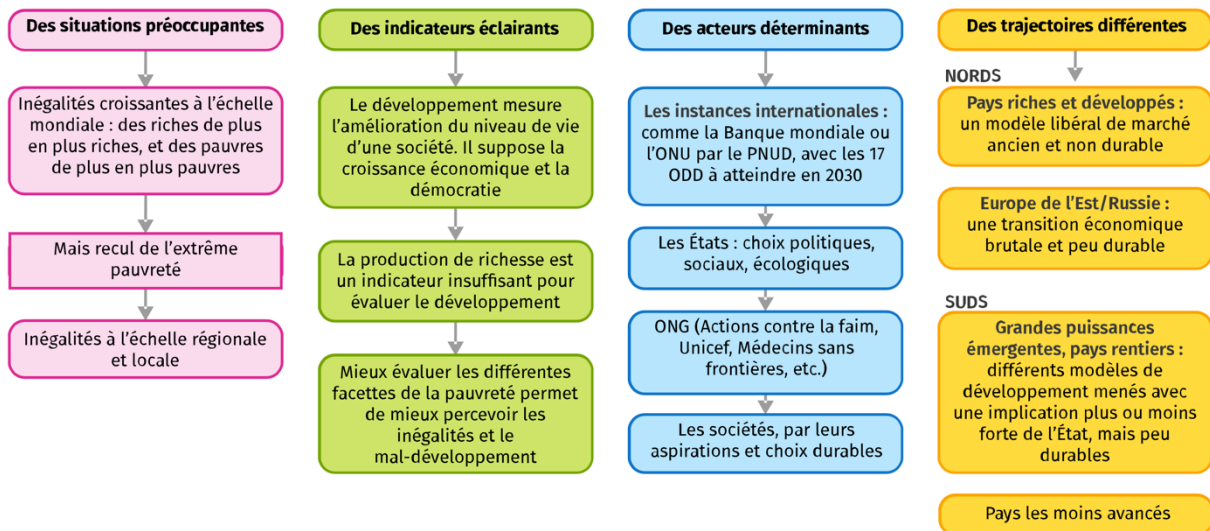 Des situations préoccupantes
Inégalités croissantes à l'échelle
mondiale : des riches de plus
en plus riches, et des pauvres
de plus en plus pauvres
Mais recul de l'extrême
pauvreté
Inégalités à l'échelle régionale
et locale
Des indicateurs éclairants
Le développement mesure
l'amélioration du niveau de vie
d'une société. Il suppose la
croissance économique et la
démocratie
La production de richesse est
un indicateur insuffisant pour
évaluer le développement
Mieux évaluer les différentes
facettes de la pauvreté permet
de mieux percevoir les
inégalités et le
mal-développement
Des acteurs déterminants
Les instances internationales :
comme la Banque mondiale ou
l'ONU par le PNUD, avec les 17
ODD à atteindre en 2030
Les États : choix politiques,
sociaux, écologiques
ONG (Actions contre la faim,
Unicef, Médecins sans
frontières, etc.)
Les sociétés, par leurs
aspirations et choix durables
Des trajectoires différentes
NORDS
Pays riches et développés :
un modèle libéral de marché
ancien et non durable
Europe de l'Est/Russie :
une transition économique
brutale et peu durable
SUDS
Grandes puissances
émergentes, pays rentiers :
différents modèles de
développement menés avec
une implication plus ou moins
forte de l'État, mais peu
durables
Pays les moins avancés